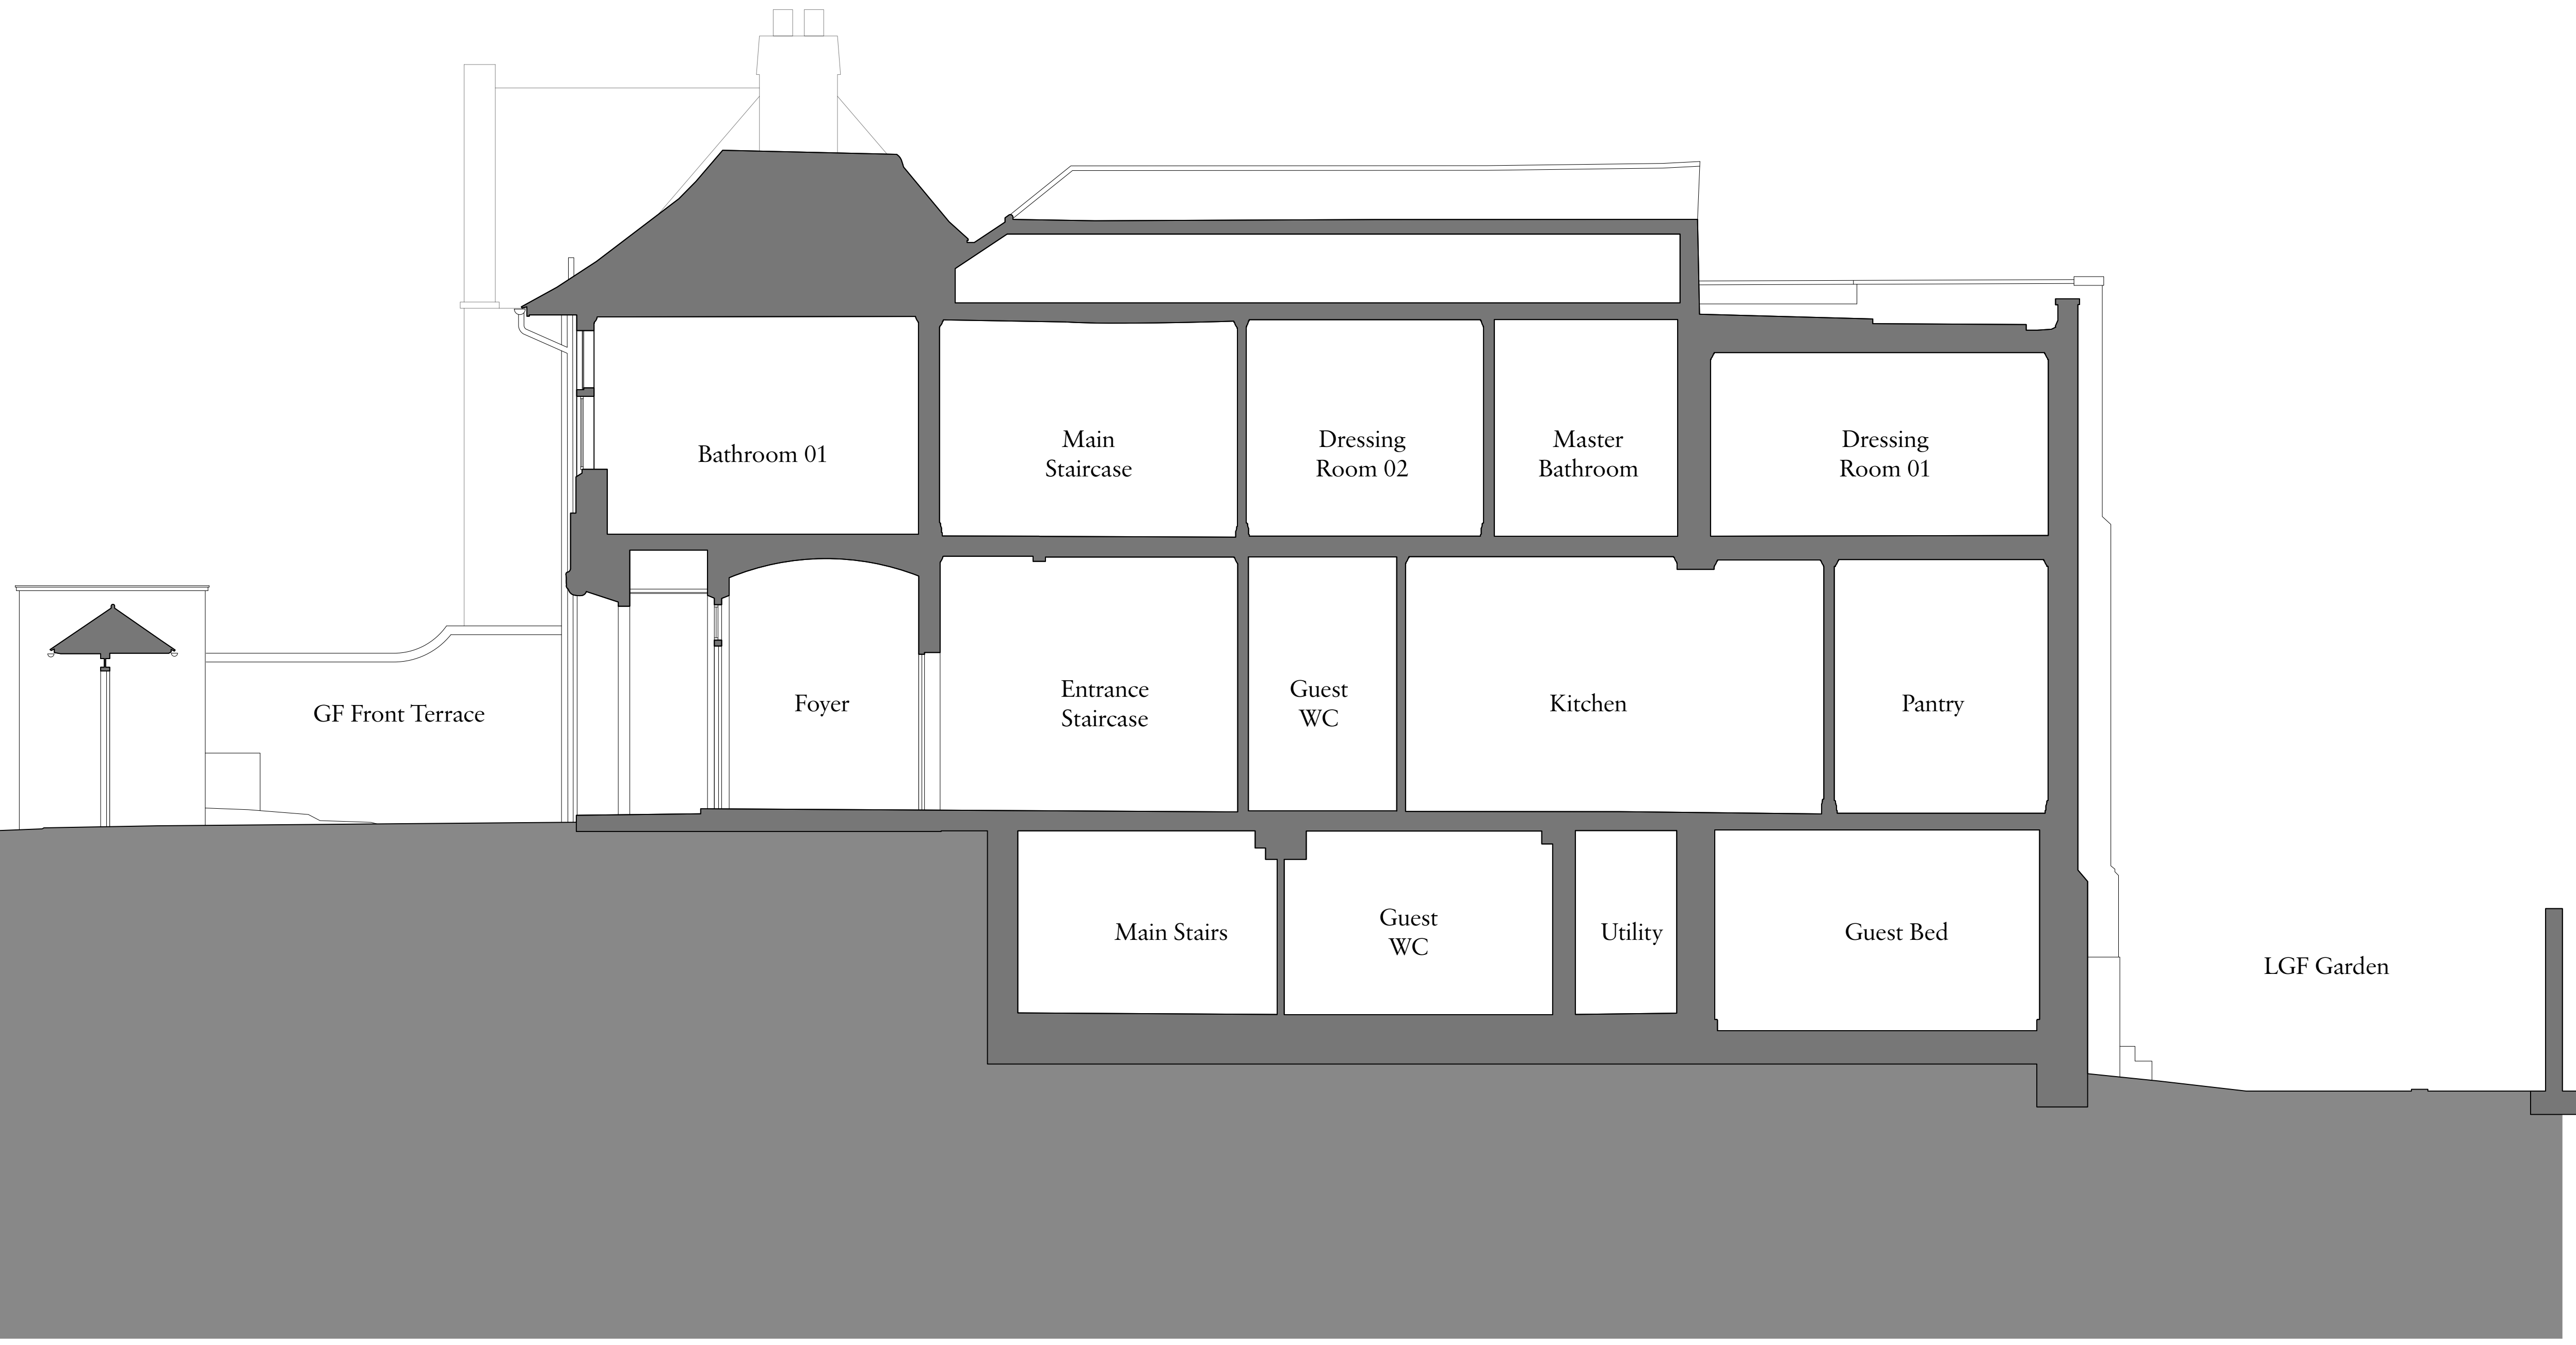 Bathroom 01
Main
Staircase
Dressing
Room 02
Master
Bathroom
Dressing
Room 01
GF Front Terrace
Foyer
Entrance
Staircase
Guest
WC
Kitchen
Pantry
Main Stairs
Guest
WC
Utility
Guest Bed
LGF Garden